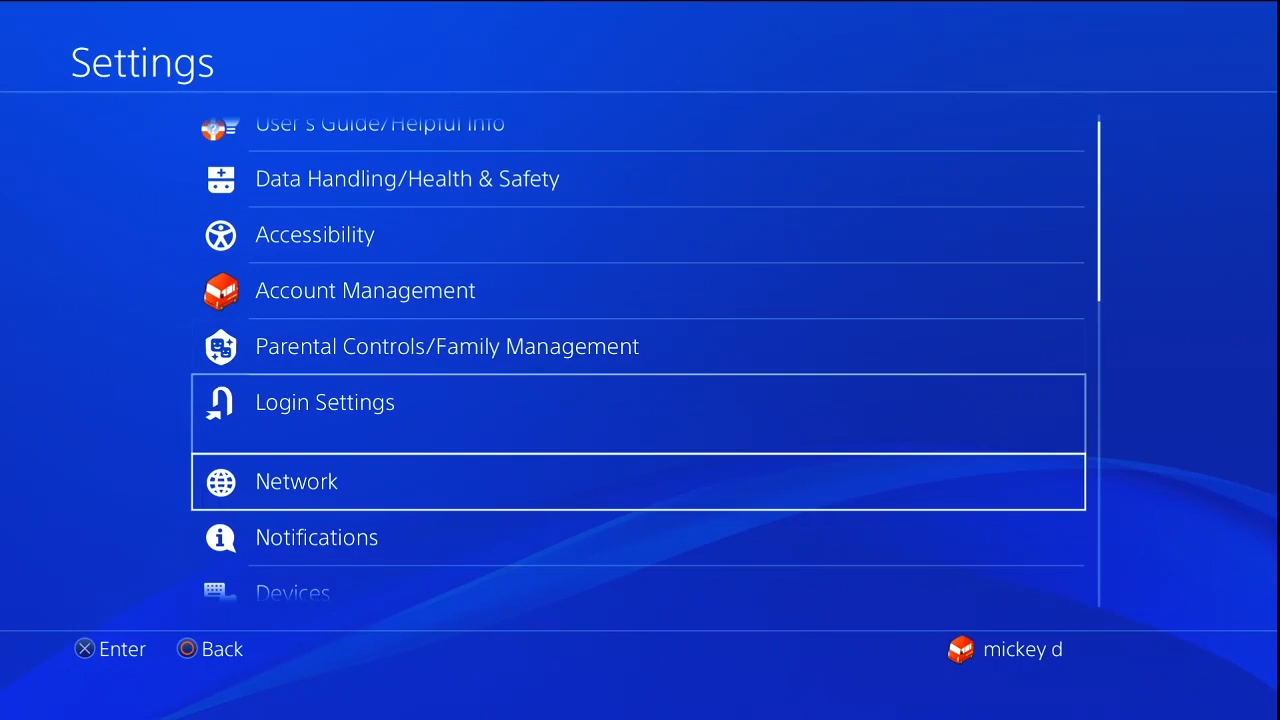 Settings
User's Guide/Helpful Info
Data Handling/Health & Safety
Accessibility
Account Management
Parental Controls/Family Management
Login Settings
Network
Notifications
Devices
Enter Back mickey d